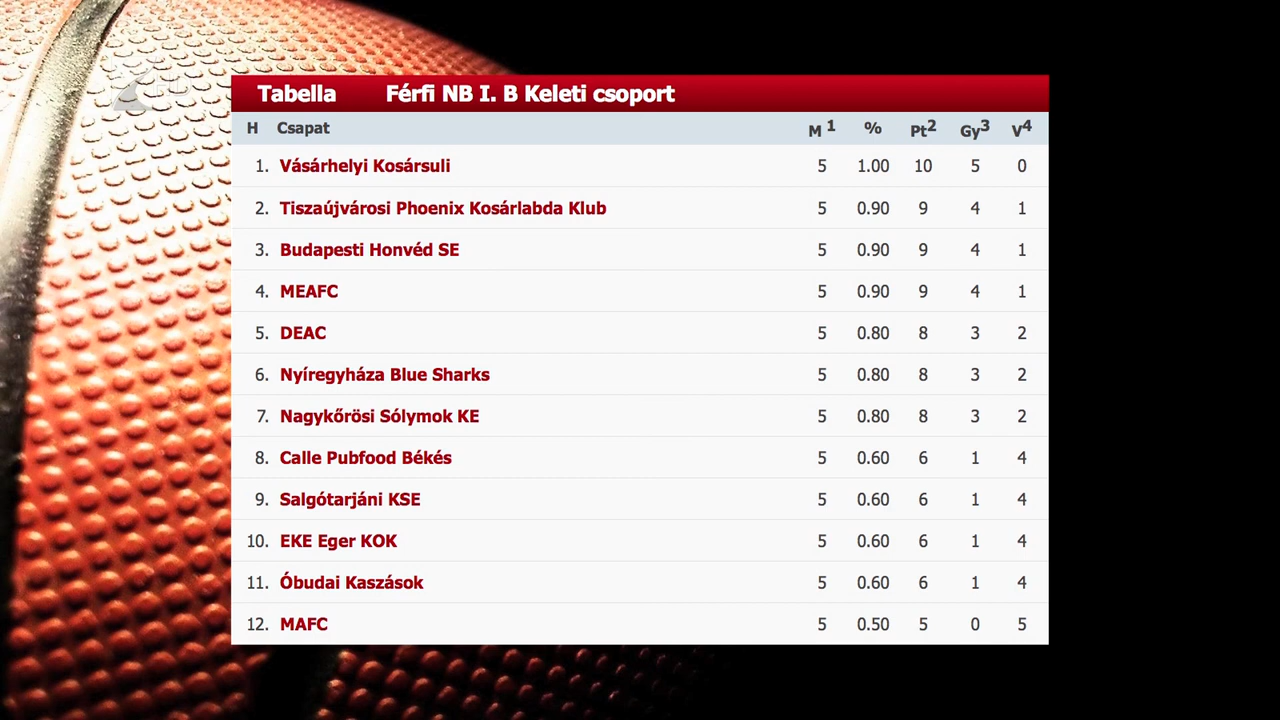 Tabella Férfi NB I. B Keleti csoport
H Csapat M 1 % Pt2 Gy3 V4
1. Vásárhelyi Kosársuli 5 1.00 10 5 0
2. Tiszaújvárosi Phoenix Kosárlabda Klub 5 0.90 9 4 1
3. Budapesti Honvéd SE 5 0.90 9 4 1
4. MEAFC 5 0.90 9 4 1
5. DEAC 5 0.80 8 3 2
6. Nyíregyháza Blue Sharks 5 0.80 8 3 2
7. Nagykőrösi Sólymok KE 5 0.80 8 3 2
8. Calle Pubfood Békés 5 0.60 6 1 4
9. Salgótarjáni KSE 5 0.60 6 1 4
10. EKE Eger KOK 5 0.60 6 1 4
11. Óbudai Kaszások 5 0.60 6 1 4
12. MAFC 5 0.50 5 0 5